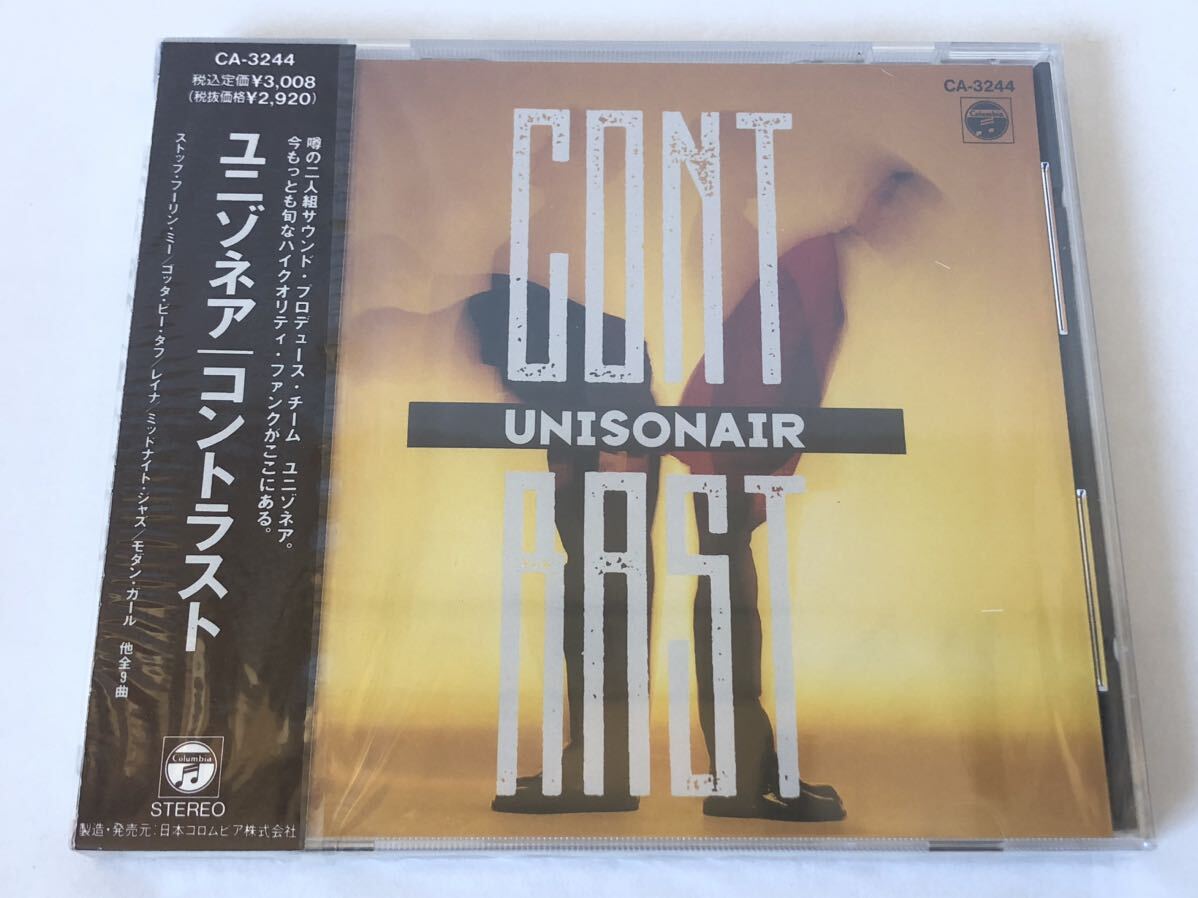 CA-3244
税込定価¥3,008
(税抜価格¥2,920)
噂の二人組サウンド・プロデュース・チーム ユニゾネア。
今もっとも旬なハイクオリティ・ファンクがここにある。
ユニゾネア|コントラスト
ストップ・フーリン・ミー/ゴッタ・ビー・タフ/レイナ/ミッドナイト・シャズ/モダン・ガール 他全9曲
Columbia
STEREO
製造・発売元:日本コロムビア株式会社
CA-3244
Columbia
CONT
UNISONAIR
RAST